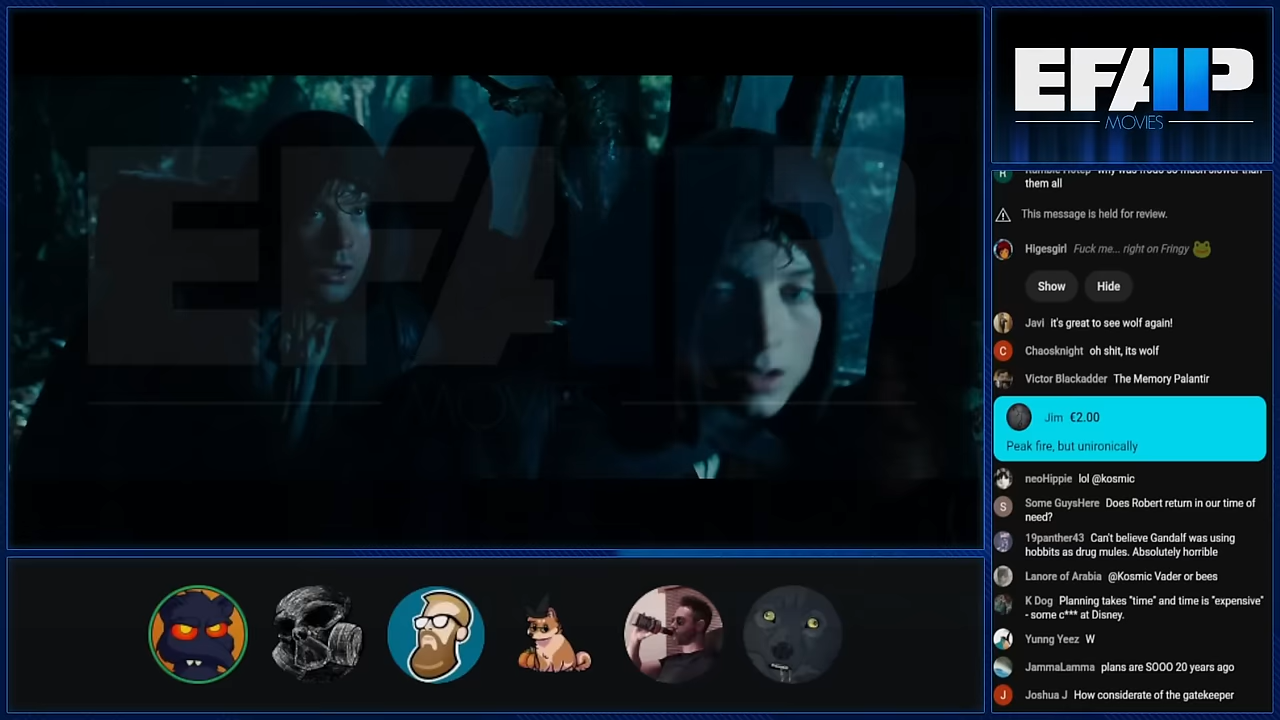 EFAP
MOVIES
EFAP
MOVIES
them all
This message is held for review.
Higesgirl Fuck me... right on Fringy
Show Hide
Javi it's great to see wolf again!
C Chaosknight oh shit, its wolf
Victor Blackadder The Memory Palantir
Jim €2.00
Peak fire, but unironically
neoHippie lol @kosmic
S Some GuysHere Does Robert return in our time of
need?
19panther43 Can't believe Gandalf was using
hobbits as drug mules. Absolutely horrible
Lanore of Arabia @Kosmic Vader or bees
K Dog Planning takes "time" and time is "expensive"
- some c*** at Disney.
Yunng Yeez W
JammaLamma plans are SOOO 20 years ago
J Joshua J How considerate of the gatekeeper